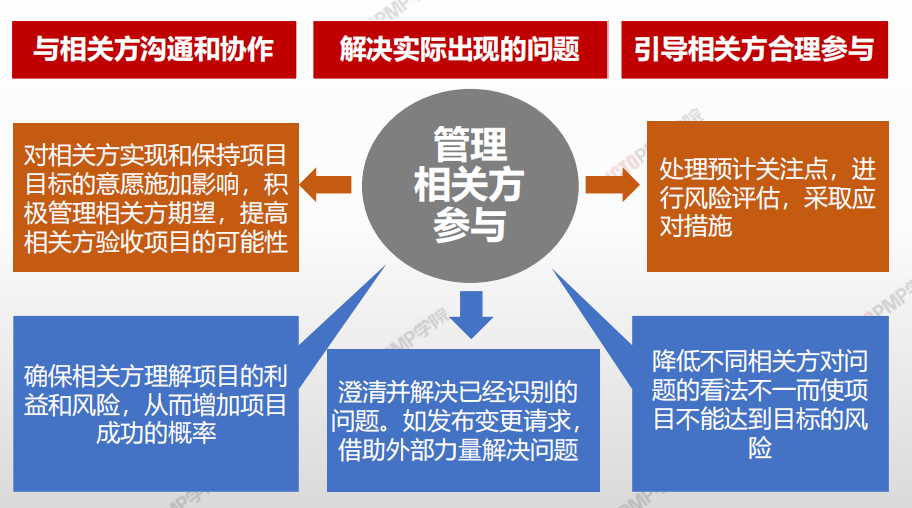 与相关方沟通和协作
解决实际出现的问题
引导相关方合理参与
管理
相关方
参与
对相关方实现和保持项目
目标的意愿施加影响，积
极管理相关方期望，提高
相关方验收项目的可能性
处理预计关注点，进
行风险评估，采取应
对措施
确保相关方理解项目的利
益和风险，从而增加项目
成功的概率
澄清并解决已经识别的
问题。如发布变更请求，
借助外部力量解决问题
降低不同相关方对问
题的看法不一而使项
目不能达到目标的风
险